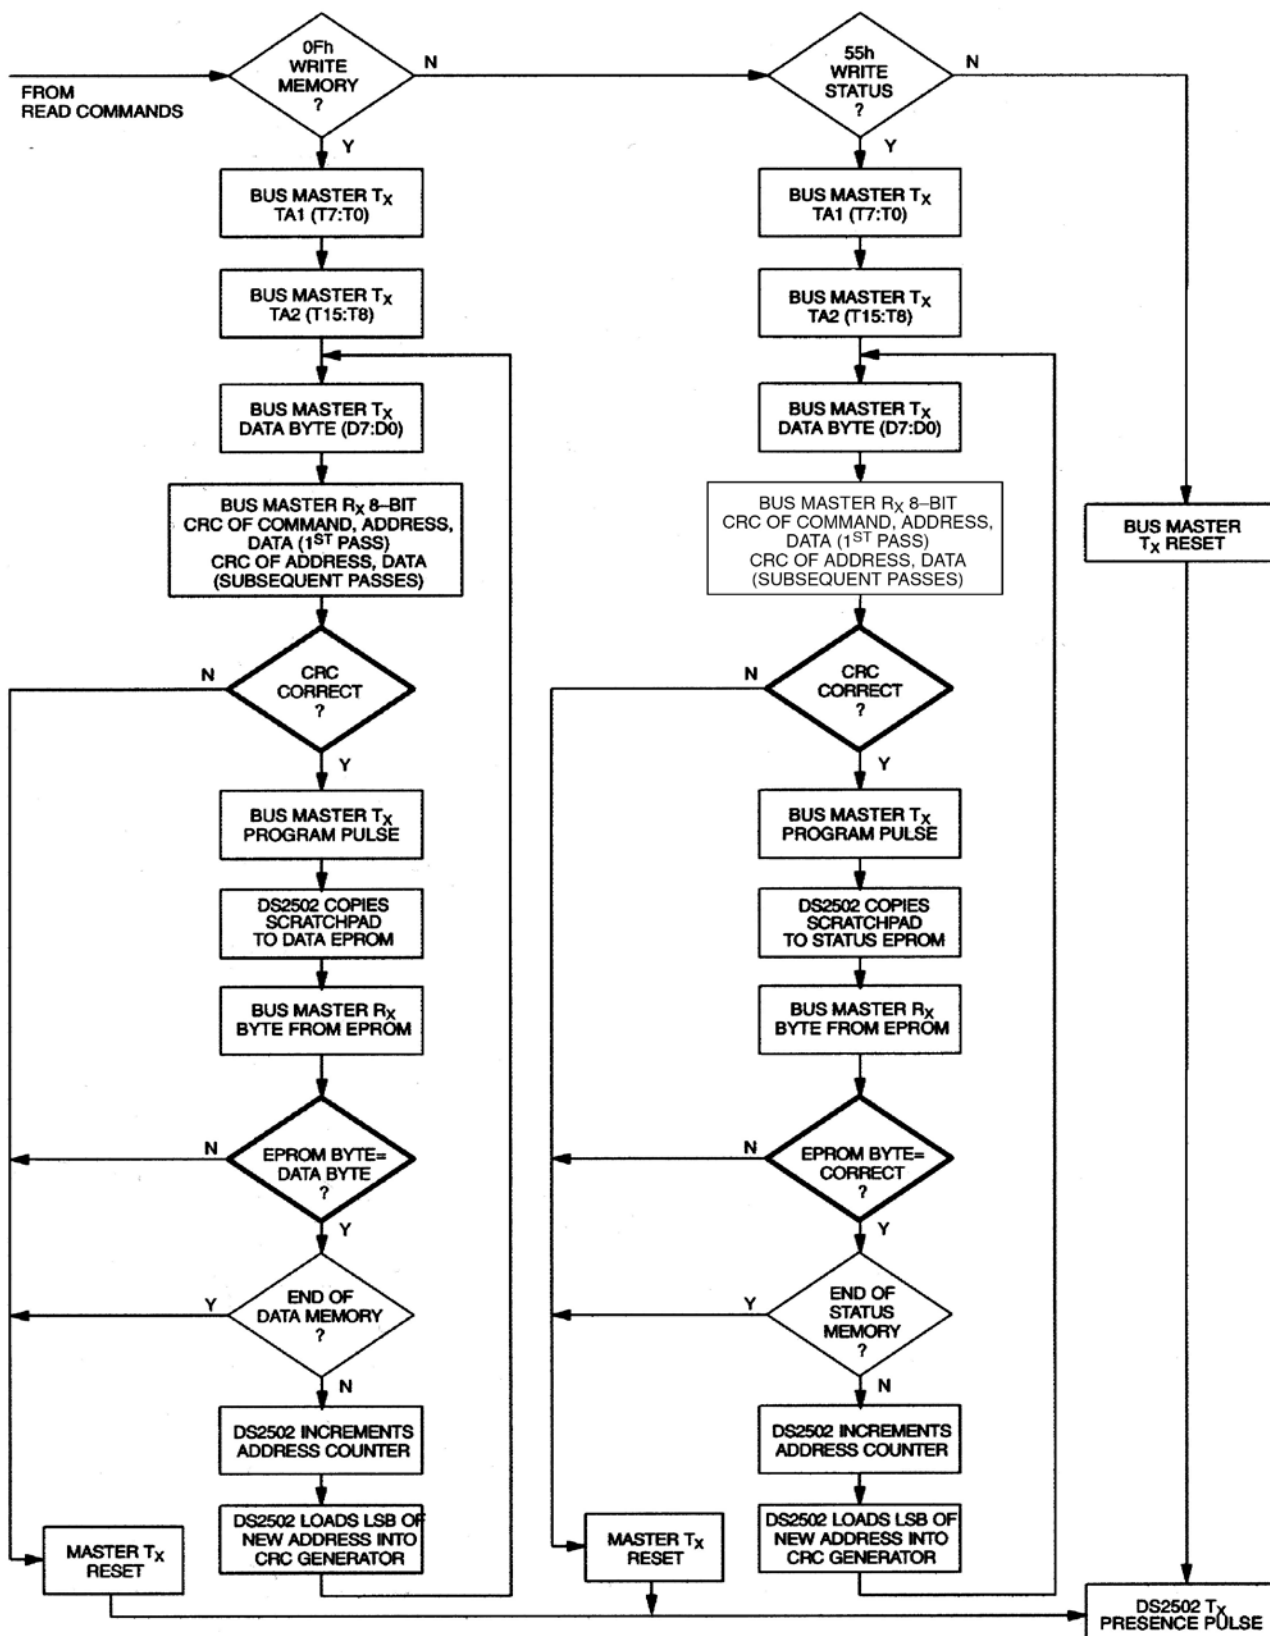 0Fh
WRITE
MEMORY
?
N
55h
WRITE
STATUS
?
N
FROM
READ COMMANDS
Y
Y
BUS MASTER TX
TA1 (T7:T0)
BUS MASTER TX
TA1 (T7:T0)
BUS MASTER TX
TA2 (T15:T8)
BUS MASTER TX
TA2 (T15:T8)
BUS MASTER TX
DATA BYTE (D7:D0)
BUS MASTER TX
DATA BYTE (D7:D0)
BUS MASTER RX 8–BIT
CRC OF COMMAND, ADDRESS,
DATA (1ST PASS)
CRC OF ADDRESS, DATA
(SUBSEQUENT PASSES)
BUS MASTER RX 8–BIT
CRC OF COMMAND, ADDRESS,
DATA (1ST PASS)
CRC OF ADDRESS, DATA
(SUBSEQUENT PASSES)
BUS MASTER
TX RESET
N
CRC
CORRECT
?
Y
N
CRC
CORRECT
?
Y
BUS MASTER TX
PROGRAM PULSE
BUS MASTER TX
PROGRAM PULSE
DS2502 COPIES
SCRATCHPAD
TO DATA EPROM
DS2502 COPIES
SCRATCHPAD
TO STATUS EPROM
BUS MASTER RX
BYTE FROM EPROM
BUS MASTER RX
BYTE FROM EPROM
N
EPROM BYTE=
DATA BYTE
?
Y
N
EPROM BYTE=
CORRECT
?
Y
Y
END OF
DATA MEMORY
?
N
Y
END OF
STATUS
MEMORY
?
N
DS2502 INCREMENTS
ADDRESS COUNTER
DS2502 INCREMENTS
ADDRESS COUNTER
MASTER TX
RESET
DS2502 LOADS LSB OF
NEW ADDRESS INTO
CRC GENERATOR
MASTER TX
RESET
DS2502 LOADS LSB OF
NEW ADDRESS INTO
CRC GENERATOR
DS2502 TX
PRESENCE PULSE